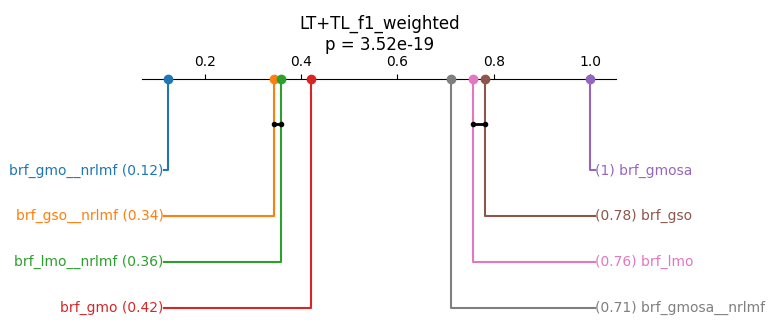 LT+TL_f1_weighted
p = 3.52e-19
0.2 0.4 0.6 0.8 1.0
brf_gmo__nrlmf (0.12) (1) brf_gmosa
brf_gso__nrlmf (0.34) (0.78) brf_gso
brf_lmo__nrlmf (0.36) (0.76) brf_lmo
brf_gmo (0.42) (0.71) brf_gmosa__nrlmf